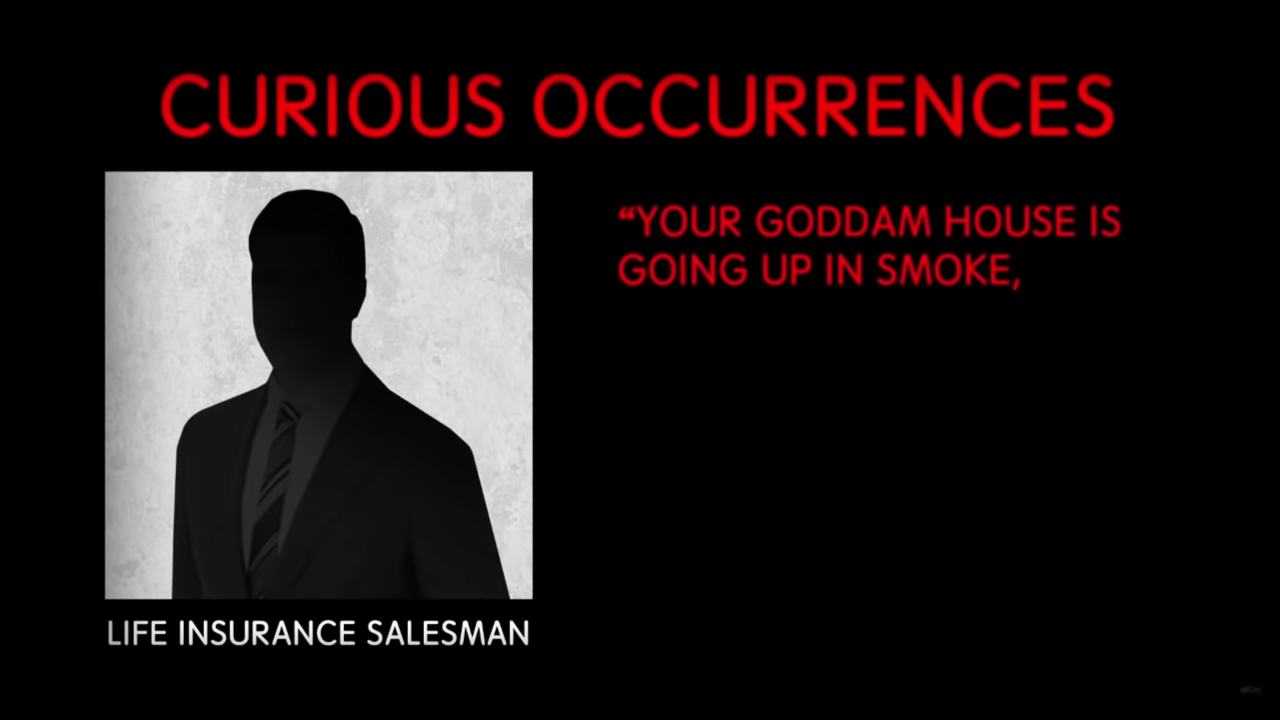 CURIOUS OCCURRENCES
“YOUR GODDAM HOUSE IS
GOING UP IN SMOKE,
LIFE INSURANCE SALESMAN